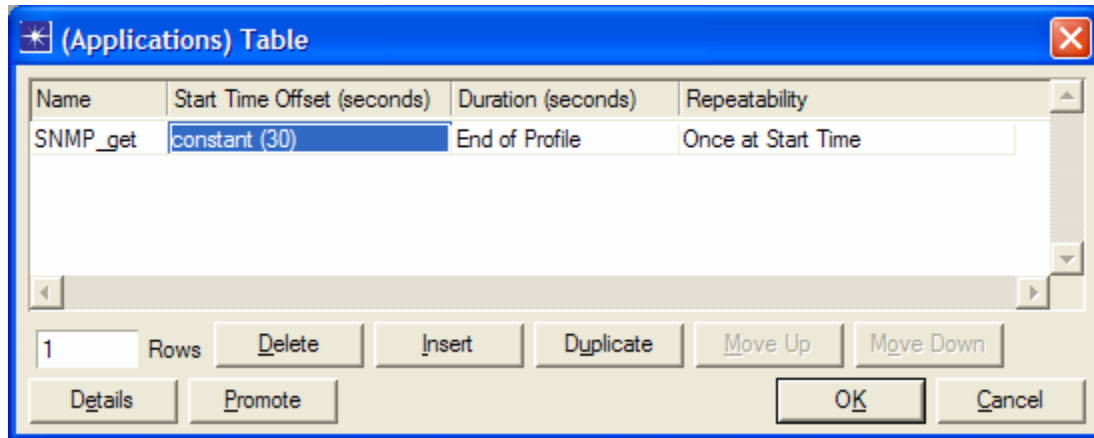 (Applications) Table
Name Start Time Offset (seconds) Duration (seconds) Repeatability
SNMP_get constant (30) End of Profile Once at Start Time
1 Rows Delete Insert Duplicate Move Up Move Down
Details Promote OK Cancel